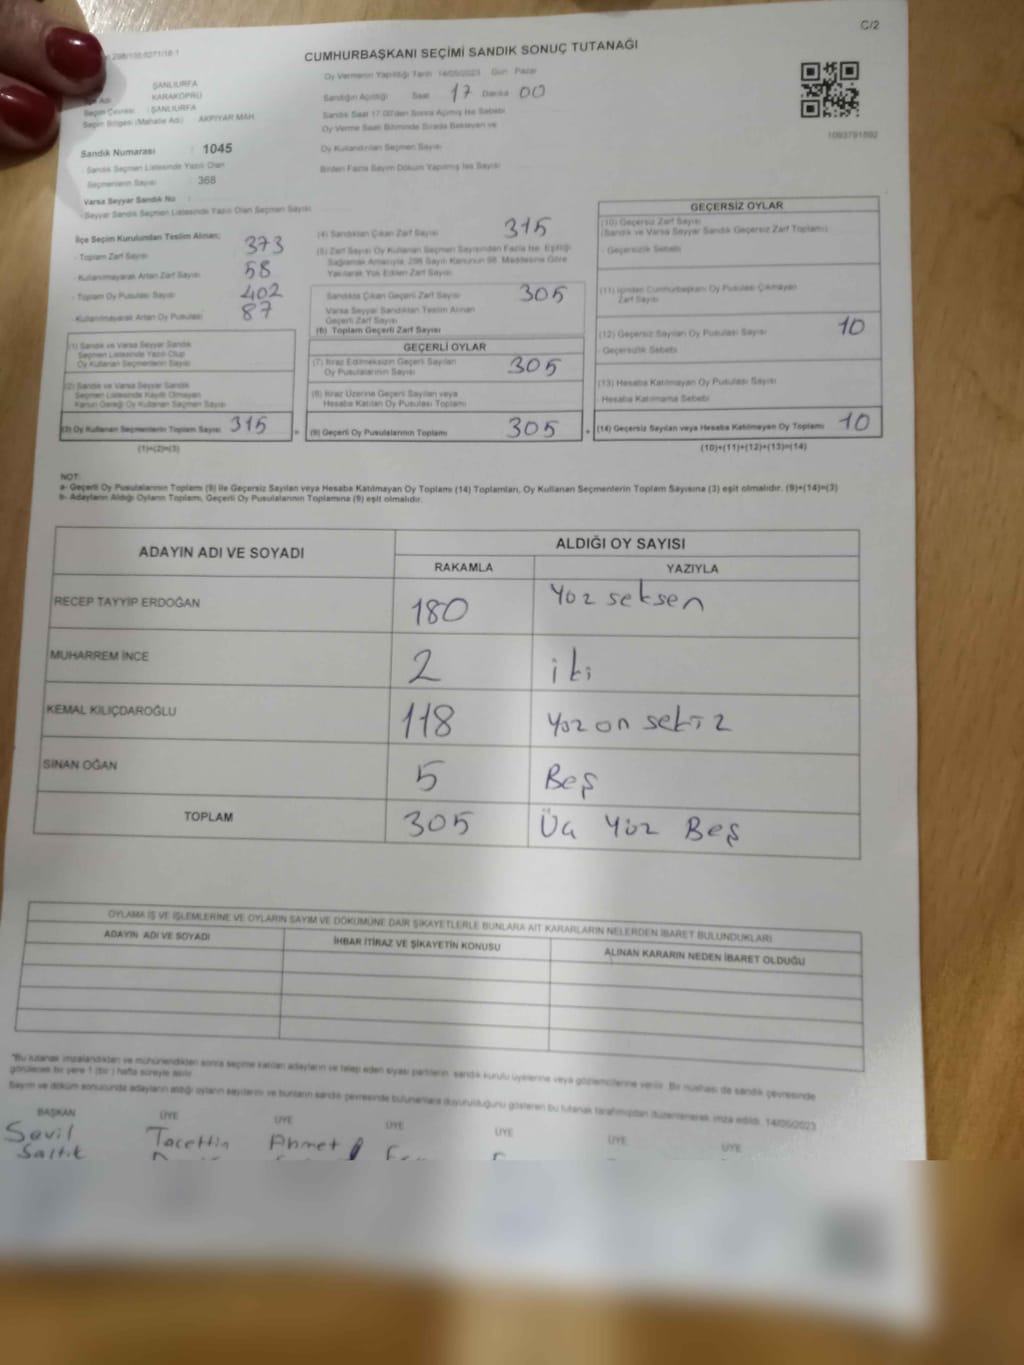 C/2
CUMHURBAŞKANI SEÇİMİ SANDIK SONUÇ TUTANAĞI
Oy Vermenin Yapıldığı Tarih 14/05/2023 Gün Pazar
ŞANLIURFA
Sandığın Açıldığı Saat 17 Dakika 00
KARAKÖPRÜ
Seçim Çevresi : ŞANLIURFA
Sandık Saat 17.00'den Sonra Açılmış İse Sebebi
Seçim Bölgesi (Mahalle Adı) : AKPIYAR MAH
Oy Verme Saati Bitiminde Sırada Bekleyen ve
1093791892
Oy Kullandırılan Seçmen Sayısı
Sandık Numarası : 1045
Birden Fazla Sayım Döküm Yapılmış İse Sayısı
Sandık Seçmen Listesinde Yazılı Olan
Seçmenlerin Sayısı : 368
Varsa Seyyar Sandık No :
Seyyar Sandık Seçmen Listesinde Yazılı Olan Seçmen Sayısı
İlçe Seçim Kurulundan Teslim Alınan;
- Toplam Zarf Sayısı 373
- Kullanılmayarak Artan Zarf Sayısı 58
- Toplam Oy Pusulası Sayısı 402
- Kullanılmayarak Artan Oy Pusulası 87
(1) Sandık ve Varsa Seyyar Sandık
Seçmen Listesinde Yazılı Olup
Oy Kullanan Seçmenlerin Sayısı
(2) Sandık ve Varsa Seyyar Sandık
Seçmen Listesinde Kayıtlı Olmayan
Kanun Gereği Oy Kullanan Seçmen Sayısı
(3) Oy Kullanan Seçmenlerin Toplam Sayısı 315
(1)+(2)=(3)
(4) Sandıktan Çıkan Zarf Sayısı 315
(5) Zarf Sayısı Oy Kullanan Seçmen Sayısından Fazla İse, Eşitliği
Sağlamak Amacıyla, 298 Sayılı Kanunun 98. Maddesine Göre
Yakılarak Yok Edilen Zarf Sayısı
Sandıkta Çıkan Geçerli Zarf Sayısı 305
Varsa Seyyar Sandıktan Teslim Alınan
Geçerli Zarf Sayısı
(6) Toplam Geçerli Zarf Sayısı
GEÇERLİ OYLAR
(7) İtiraz Edilmeksizin Geçerli Sayılan
Oy Pusulalarının Sayısı 305
(8) İtiraz Üzerine Geçerli Sayılan veya
Hesaba Katılan Oy Pusulası Toplamı
= (9) Geçerli Oy Pusulalarının Toplamı 305 +
GEÇERSİZ OYLAR
(10) Geçersiz Zarf Sayısı
(Sandık ve Varsa Seyyar Sandık Geçersiz Zarf Toplamı)
- Geçersizlik Sebebi
(11) İçinden Cumhurbaşkanı Oy Pusulası Çıkmayan
Zarf Sayısı
(12) Geçersiz Sayılan Oy Pusulası Sayısı 10
- Geçersizlik Sebebi
(13) Hesaba Katılmayan Oy Pusulası Sayısı
Hesaba Katılmama Sebebi
(14) Geçersiz Sayılan veya Hesaba Katılmayan Oy Toplamı 10
(10)+(11)+(12)+(13)=(14)
NOT:
a- Geçerli Oy Pusulalarının Toplamı (9) ile Geçersiz Sayılan veya Hesaba Katılmayan Oy Toplamı (14) Toplamları, Oy Kullanan Seçmenlerin Toplam Sayısına (3) eşit olmalıdır. (9)+(14)=(3)
b- Adayların Aldığı Oyların Toplamı, Geçerli Oy Pusulalarının Toplamına (9) eşit olmalıdır.
ADAYIN ADI VE SOYADI
ALDIĞI OY SAYISI
RAKAMLA YAZIYLA
RECEP TAYYİP ERDOĞAN 180 Yüz seksen
MUHARREM İNCE 2 iki
KEMAL KILIÇDAROĞLU 118 Yüz on sekiz
SİNAN OĞAN 5 Beş
TOPLAM 305 Üç Yüz Beş
OYLAMA İŞ VE İŞLEMLERİNE VE OYLARIN SAYIM VE DÖKÜMÜNE DAİR ŞİKAYETLERLE BUNLARA AİT KARARLARIN NELERDEN İBARET BULUNDUKLARI
ADAYIN ADI VE SOYADI İHBAR İTİRAZ VE ŞİKAYETİN KONUSU ALINAN KARARIN NEDEN İBARET OLDUĞU
"Bu tutanak imzalandıktan ve mühürlendikten sonra seçime katılan adayların ve talep eden siyasi partilerin sandık kurulu üyelerine veya gözlemcilerine verilir. Bir nüshası da sandık çevresinde
görülecek bir yere 1 (bir) hafta süreyle asılır.
Sayım ve döküm sonucunda adayların aldığı oyların sayılarını ve bunların sandık çevresinde bulunanlara duyurulduğunu gösteren bu tutanak tarafımızdan düzenlenerek imza edildi. 14/05/2023
BAŞKAN ÜYE ÜYE ÜYE ÜYE ÜYE ÜYE
Sevil Tacettin Ahmet
Saltık